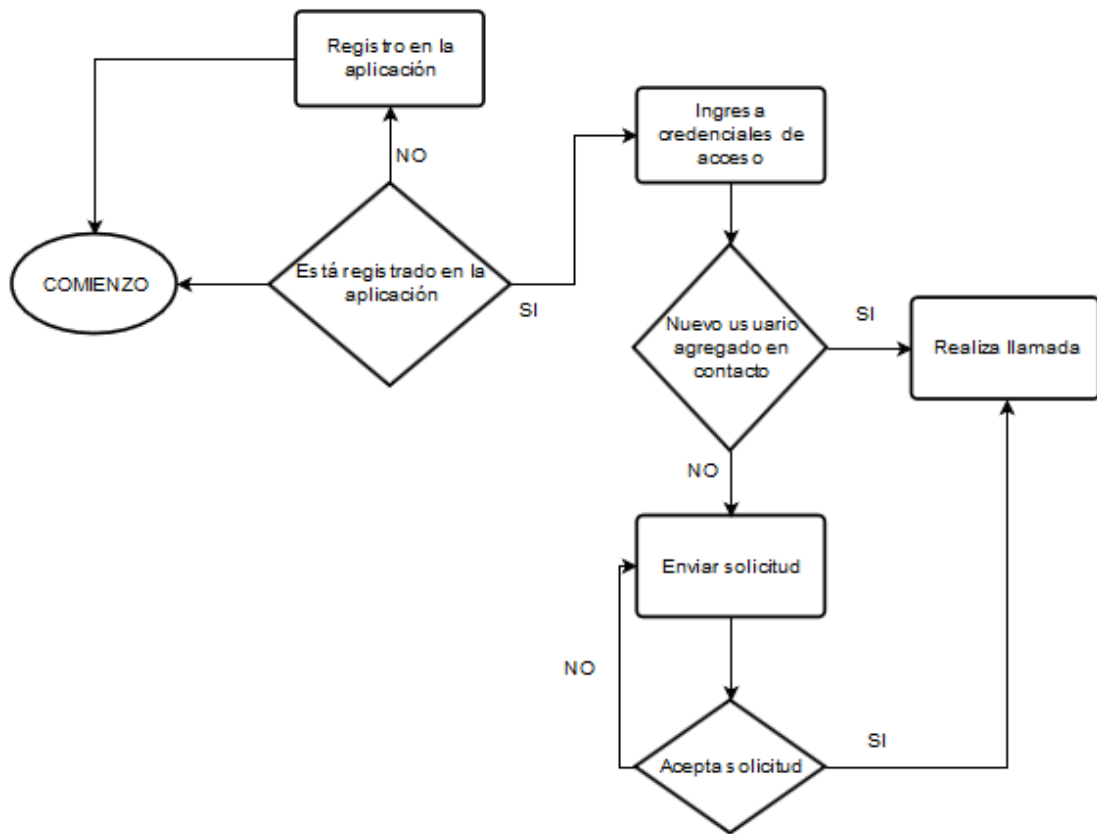 Registro en la
aplicación
NO
COMIENZO
Está registrado en la
aplicación
SI
Ingresa
credenciales de
acceso
Nuevo usuario
agregado en
contacto
SI
Realiza llamada
NO
Enviar solicitud
NO
Acepta solicitud
SI